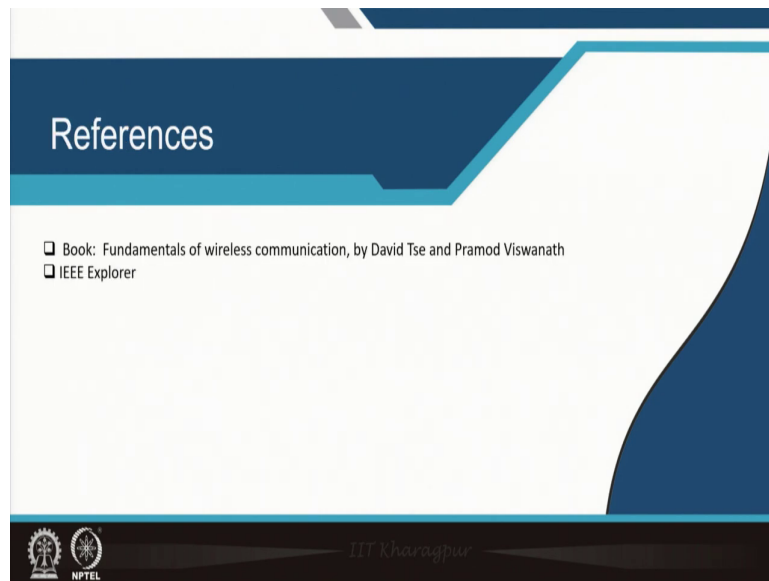 References
Book: Fundamentals of wireless communication, by David Tse and Pramod Viswanath
IEEE Explorer
IIT Kharagpur
NPTEL